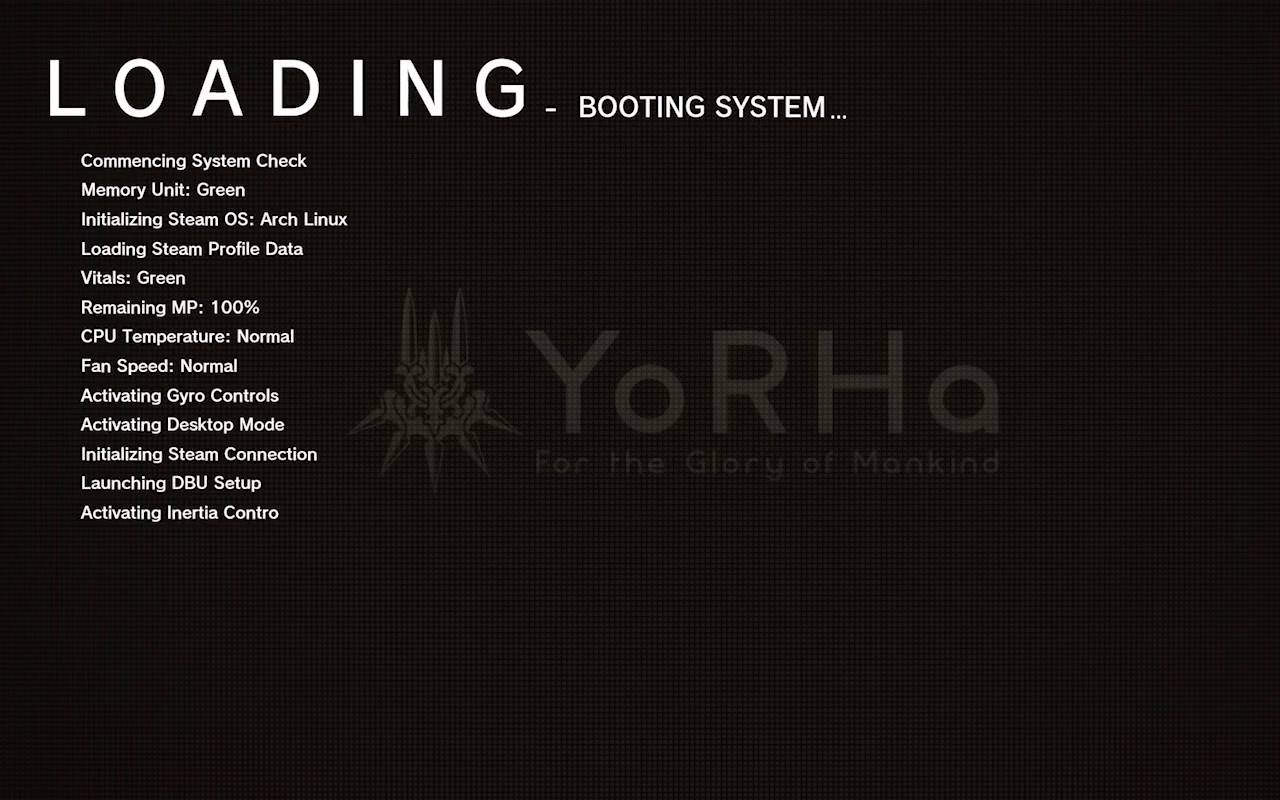 LOADING - BOOTING SYSTEM...
Commencing System Check
Memory Unit: Green
Initializing Steam OS: Arch Linux
Loading Steam Profile Data
Vitals: Green
Remaining MP: 100%
CPU Temperature: Normal
Fan Speed: Normal
Activating Gyro Controls
Activating Desktop Mode
Initializing Steam Connection
Launching DBU Setup
Activating Inertia Contro
YoRHa
For the Glory of Mankind